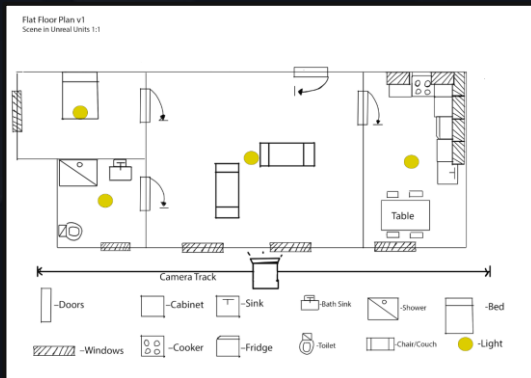 Flat Floor Plan v1
Scene in Unreal Units 1:1
Table
Camera Track
-Doors
-Cabinet
-Sink
-Bath Sink
-Shower
-Bed
-Windows
-Cooker
-Fridge
-Toilet
-Chair/Couch
-Light